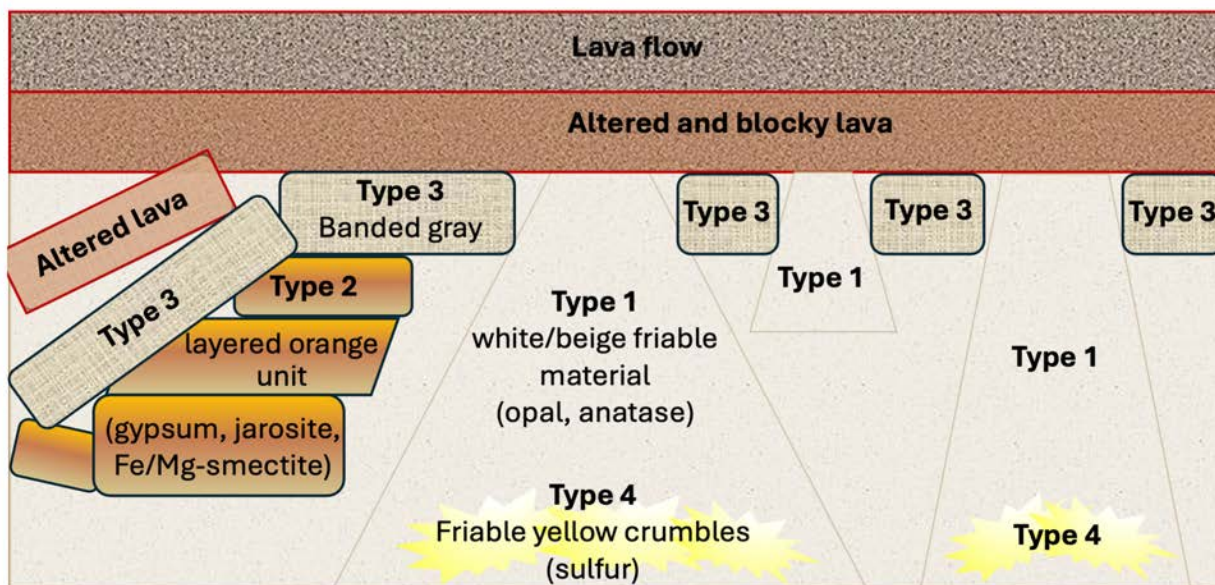 Lava flow
Altered and blocky lava
Altered lava
Type 3
Type 3
Banded gray
Type 2
layered orange
unit
(gypsum, jarosite,
Fe/Mg-smectite)
Type 1
white/beige friable
material
(opal, anatase)
Type 4
Friable yellow crumbles
(sulfur)
Type 3
Type 1
Type 3
Type 1
Type 4
Type 3